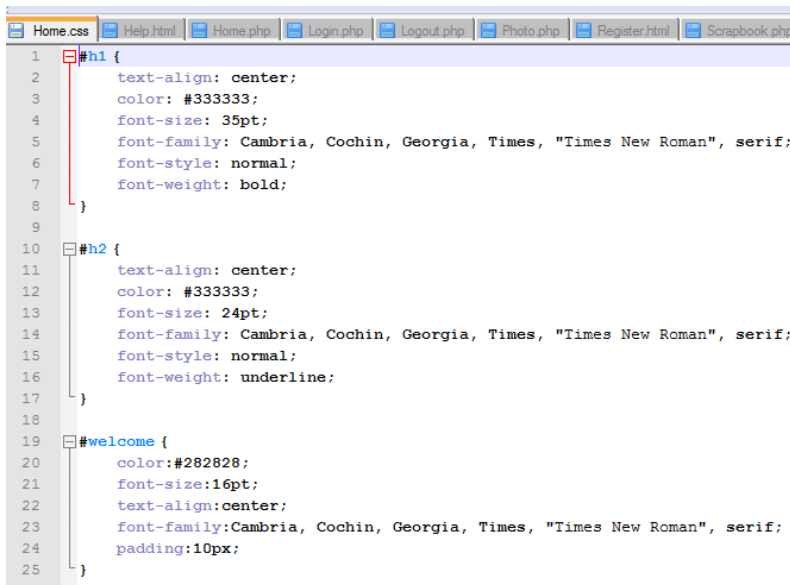 Home.css Help.html Home.php Login.php Logout.php Photo.php Register.html Scrapbook.php
1 #h1 {
2 text-align: center;
3 color: #333333;
4 font-size: 35pt;
5 font-family: Cambria, Cochin, Georgia, Times, "Times New Roman", serif;
6 font-style: normal;
7 font-weight: bold;
8 }
9
10 #h2 {
11 text-align: center;
12 color: #333333;
13 font-size: 24pt;
14 font-family: Cambria, Cochin, Georgia, Times, "Times New Roman", serif;
15 font-style: normal;
16 font-weight: underline;
17 }
18
19 #welcome {
20 color:#282828;
21 font-size:16pt;
22 text-align:center;
23 font-family:Cambria, Cochin, Georgia, Times, "Times New Roman", serif;
24 padding:10px;
25 }